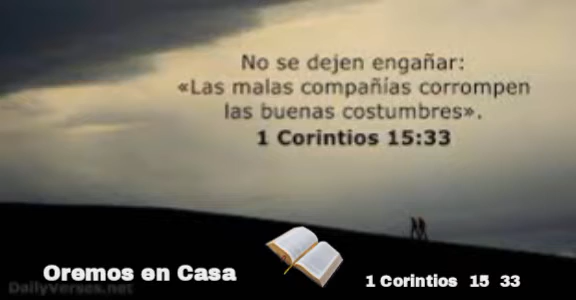 No se dejen engañar:
«Las malas compañías corrompen
las buenas costumbres».
1 Corintios 15:33
Oremos en Casa
1 Corintios 15 33
DailyVerses.net